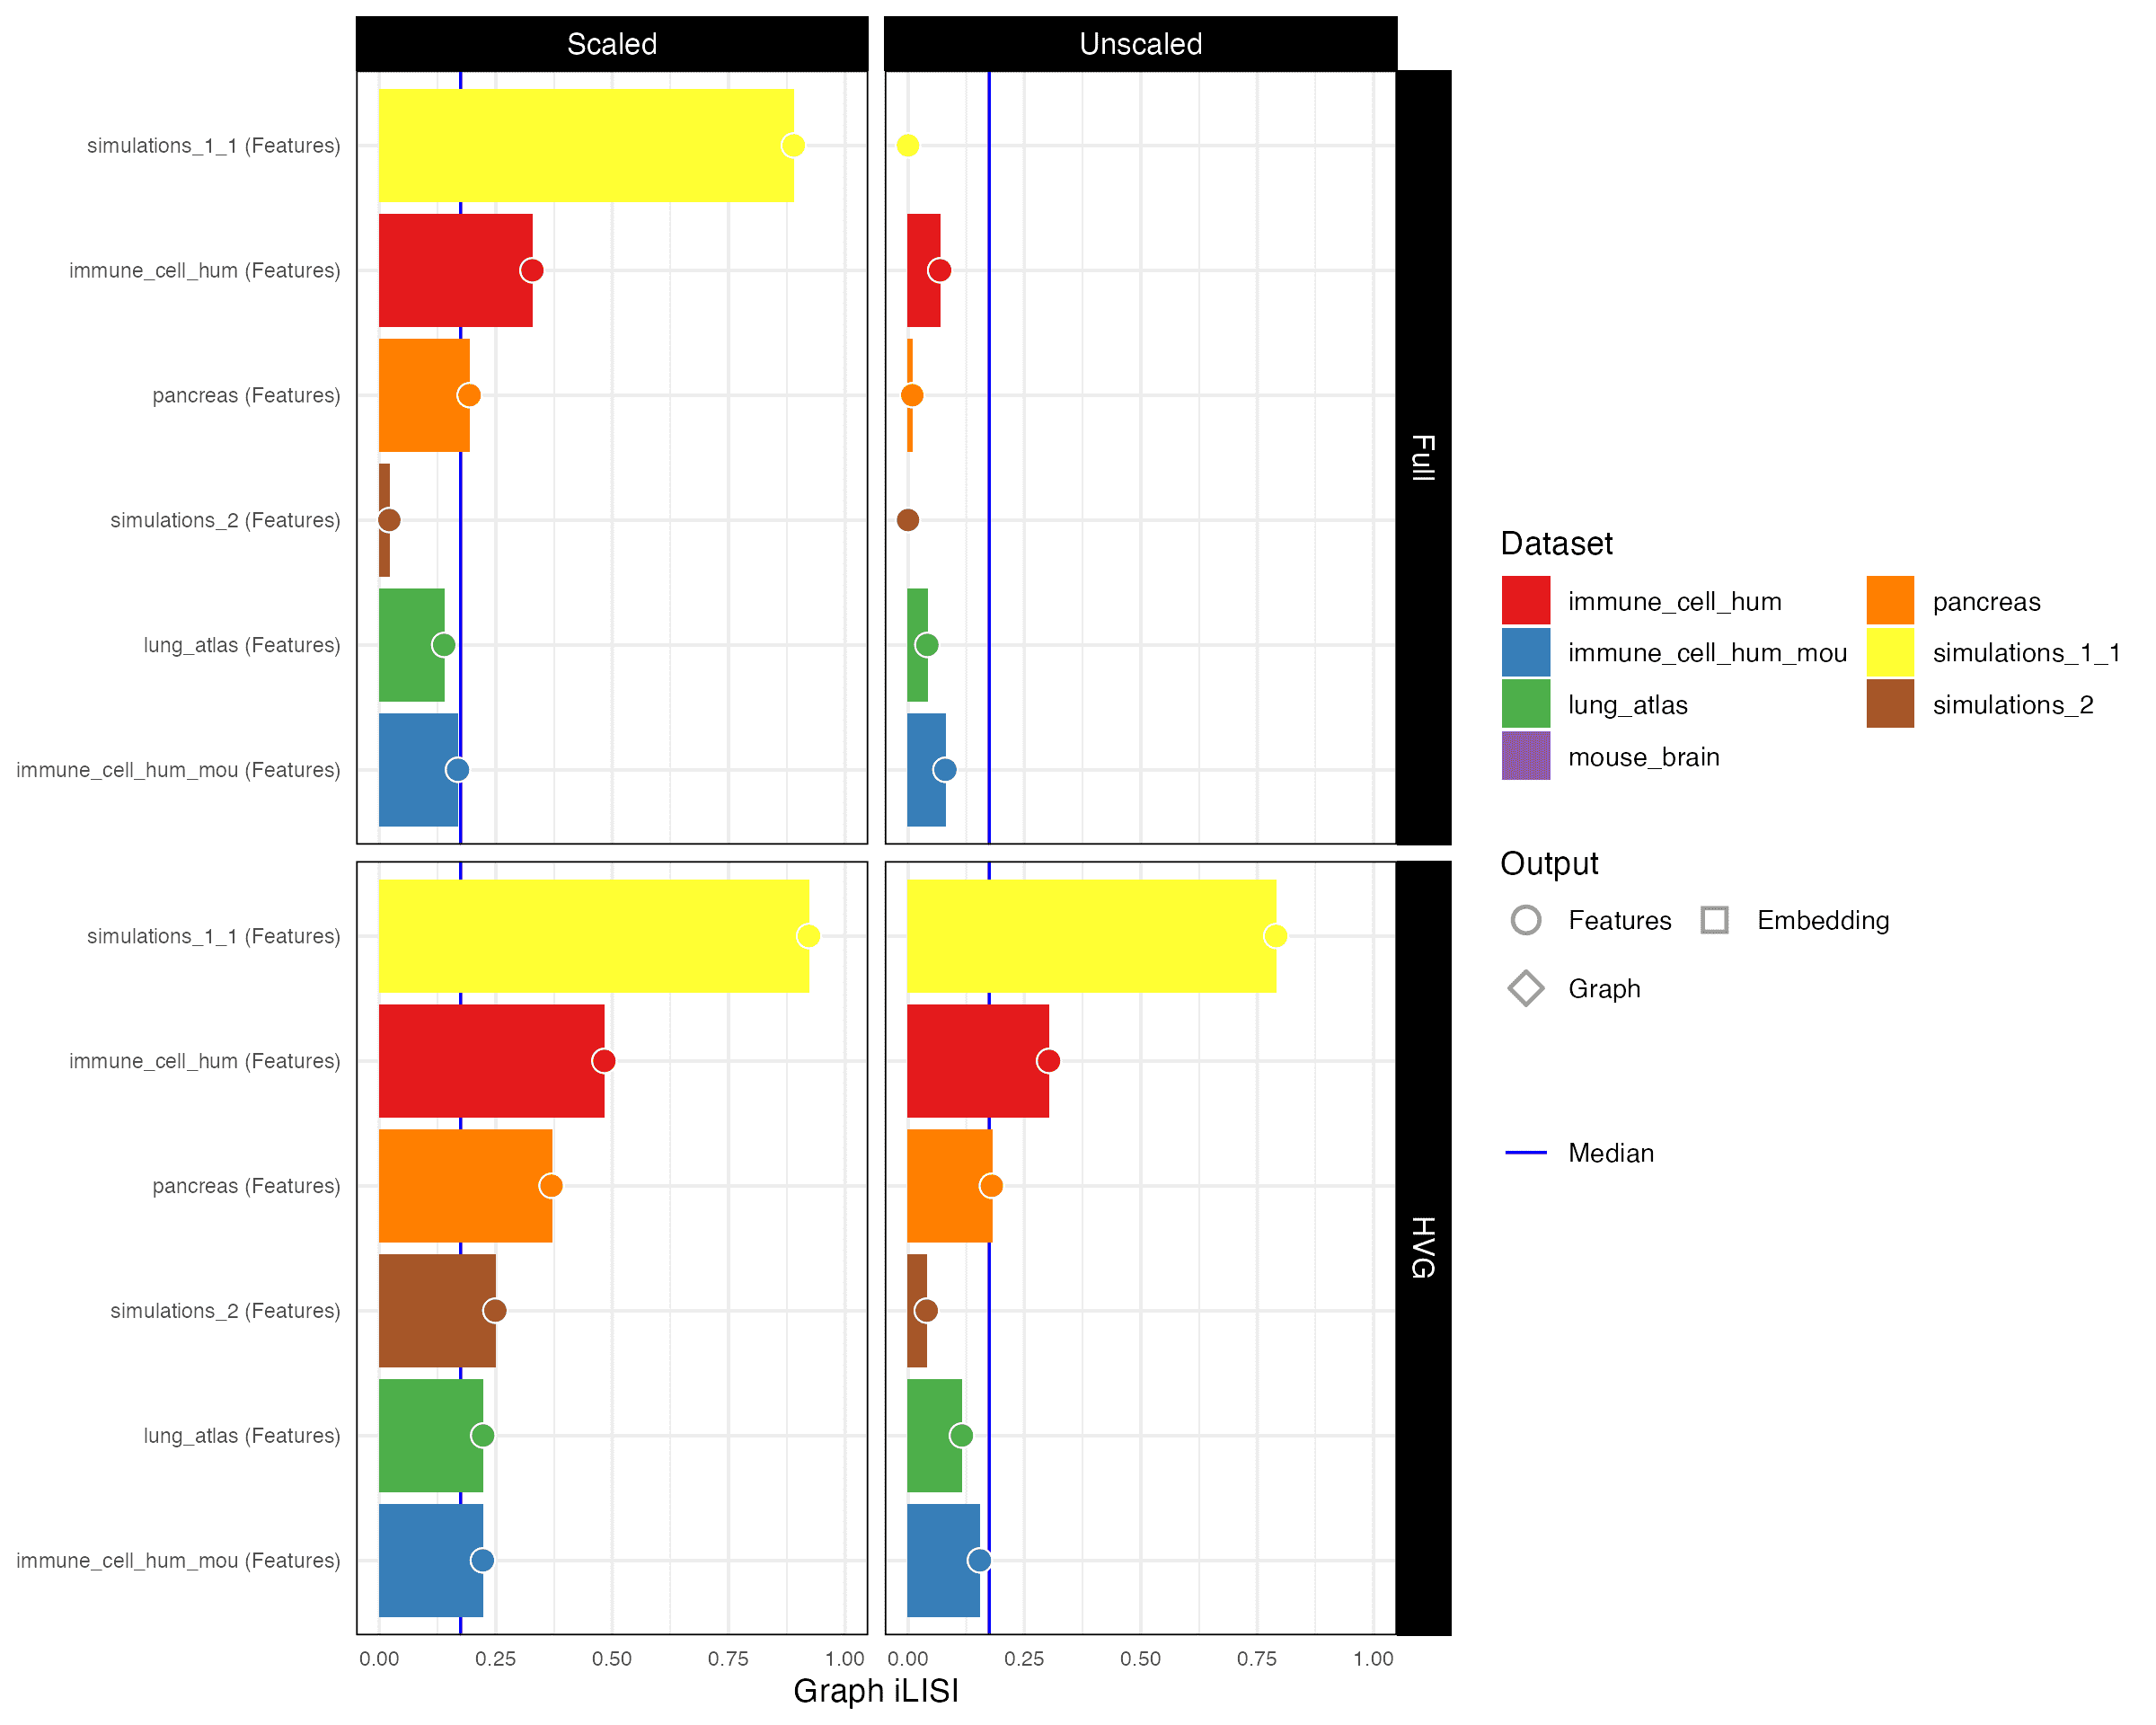 Scaled
Unscaled
simulations_1_1 (Features)
immune_cell_hum (Features)
pancreas (Features)
simulations_2 (Features)
lung_atlas (Features)
immune_cell_hum_mou (Features)
Full
simulations_1_1 (Features)
immune_cell_hum (Features)
pancreas (Features)
simulations_2 (Features)
lung_atlas (Features)
immune_cell_hum_mou (Features)
HVG
0.00 0.25 0.50 0.75 1.00
0.00 0.25 0.50 0.75 1.00
Graph iLISI
Dataset
immune_cell_hum
immune_cell_hum_mou
lung_atlas
mouse_brain
pancreas
simulations_1_1
simulations_2
Output
Features
Embedding
Graph
Median